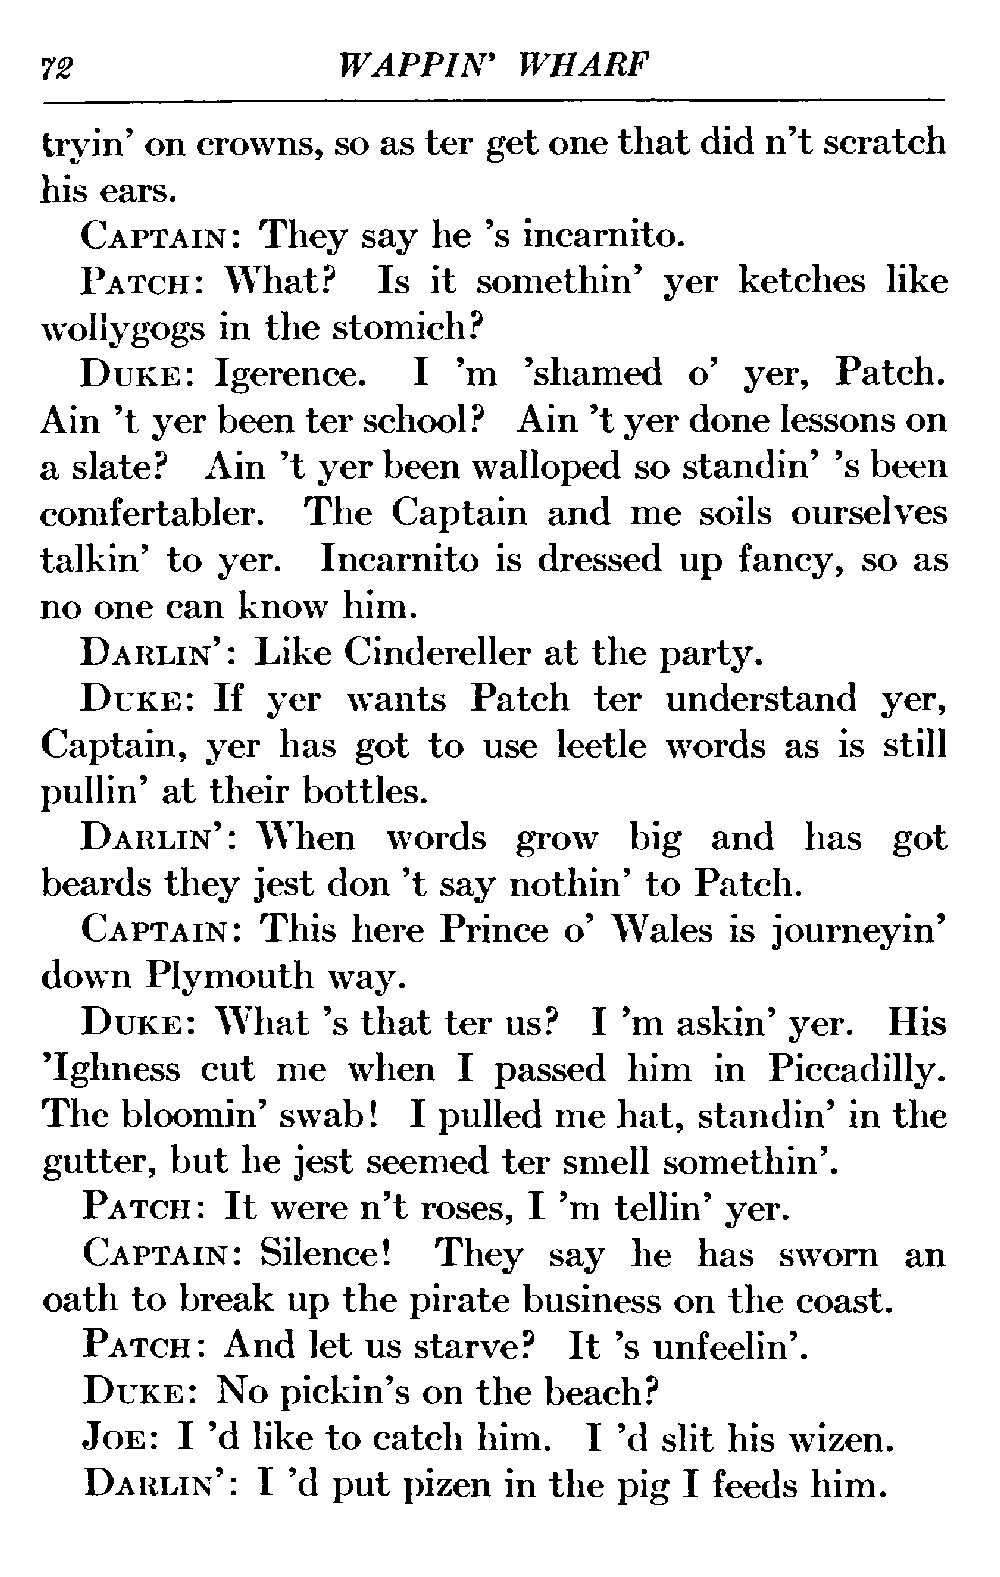 72 WAPPIN' WHARF
tryin' on crowns, so as ter get one that did n't scratch
his ears.
CAPTAIN: They say he 's incarnito.
PATCH: What? Is it somethin' yer ketches like
wollygogs in the stomich?
DUKE: Igerence. I 'm 'shamed o' yer, Patch.
Ain 't yer been ter school? Ain 't yer done lessons on
a slate? Ain 't yer been walloped so standin' 's been
comfertabler. The Captain and me soils ourselves
talkin' to yer. Incarnito is dressed up fancy, so as
no one can know him.
DARLIN': Like Cindereller at the party.
DUKE: If yer wants Patch ter understand yer,
Captain, yer has got to use leetle words as is still
pullin' at their bottles.
DARLIN': When words grow big and has got
beards they jest don 't say nothin' to Patch.
CAPTAIN: This here Prince o' Wales is journeyin'
down Plymouth way.
DUKE: What 's that ter us? I 'm askin' yer. His
'Ighness cut me when I passed him in Piccadilly.
The bloomin' swab! I pulled me hat, standin' in the
gutter, but he jest seemed ter smell somethin'.
PATCH: It were n't roses, I 'm tellin' yer.
CAPTAIN: Silence! They say he has sworn an
oath to break up the pirate business on the coast.
PATCH: And let us starve? It 's unfeelin'.
DUKE: No pickin's on the beach?
JOE: I 'd like to catch him. I 'd slit his wizen.
DARLIN': I 'd put pizen in the pig I feeds him.